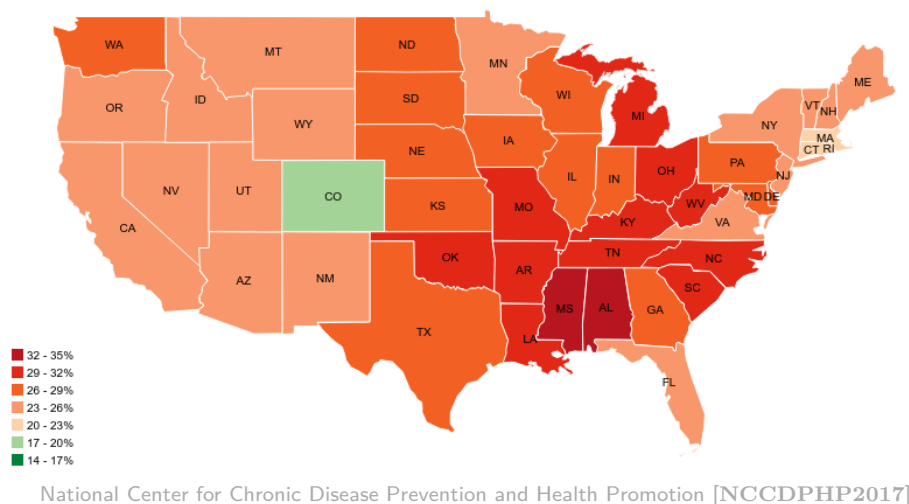 WA
MT
ND
MN
ME
OR
ID
SD
WI
VT
NH
WY
MI
NY
MA
CT RI
NE
IA
PA
NJ
NV
UT
CO
IL
IN
OH
MD DE
CA
KS
MO
WV
VA
KY
AZ
NM
OK
AR
TN
NC
SC
TX
MS
AL
GA
LA
FL
32 - 35%
29 - 32%
26 - 29%
23 - 26%
20 - 23%
17 - 20%
14 - 17%
National Center for Chronic Disease Prevention and Health Promotion [NCCDPHP2017]